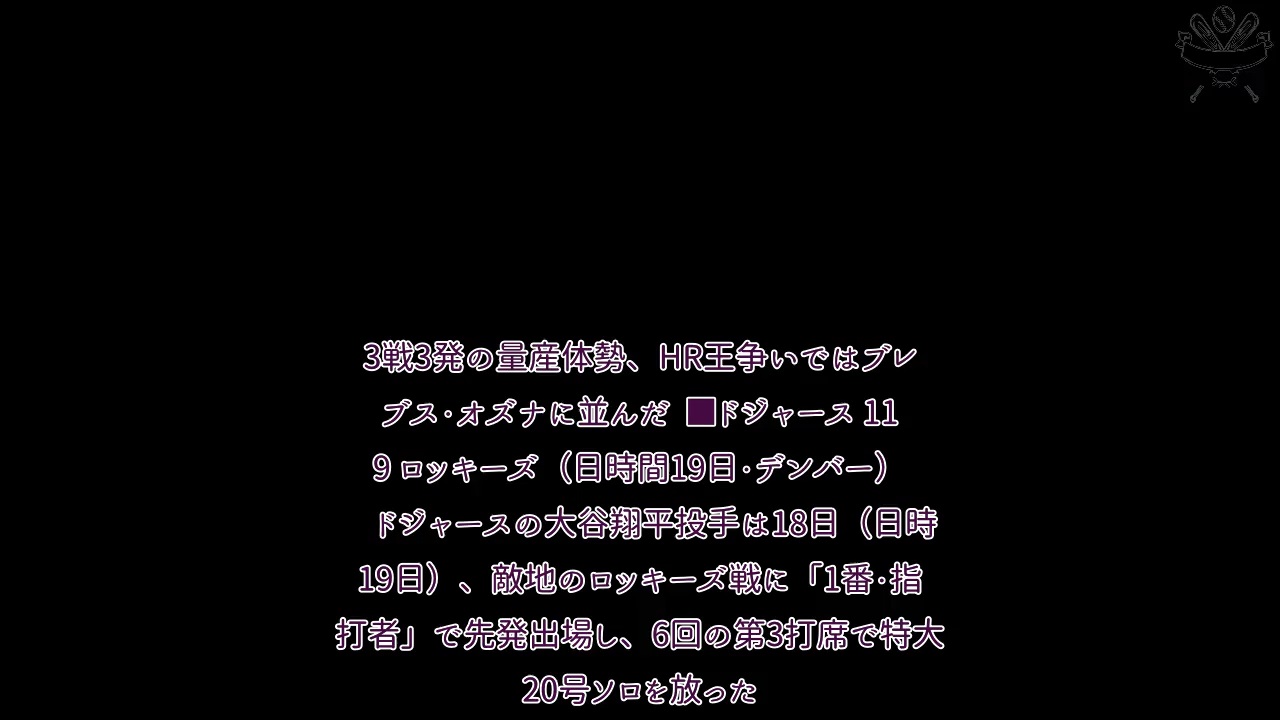 3戦3発の量産体勢、HR王争いではブレ
ブス･オズナに並んだ ■ドジャース 11
9 ロッキーズ（日時間19日･デンバー）
ドジャースの大谷翔平投手は18日（日時
19日）、敵地のロッキーズ戦に「1番･指
打者」で先発出場し、6回の第3打席で特大
20号ソロを放った